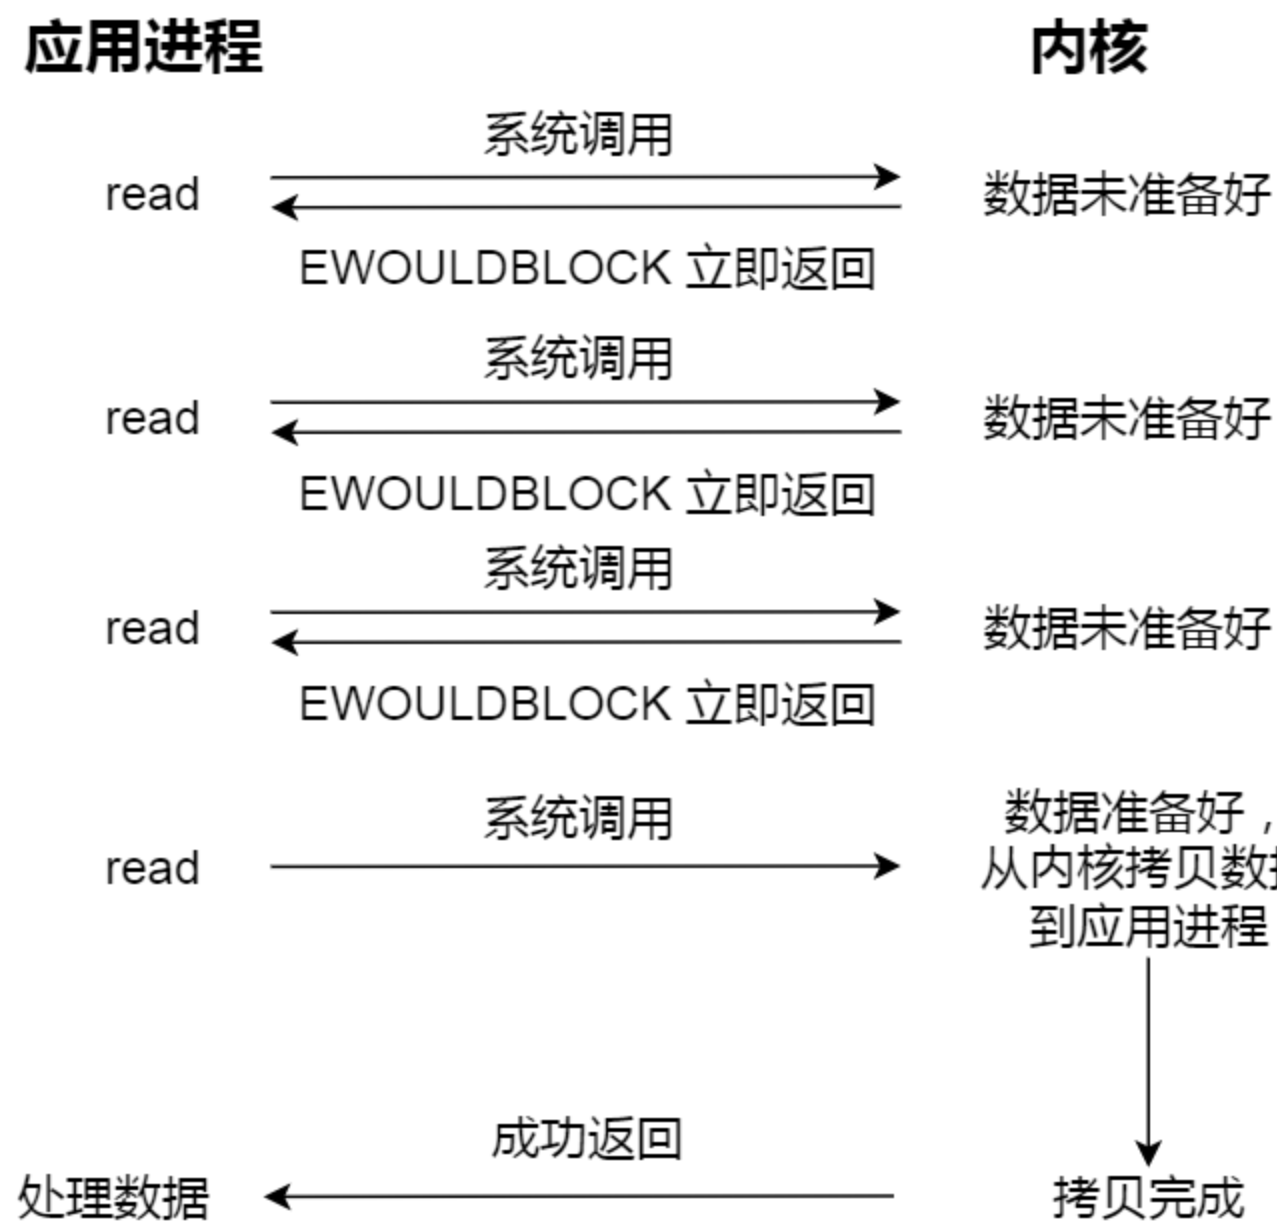 应用进程
内核
系统调用
read
数据未准备好
EWOULDBLOCK 立即返回
系统调用
read
数据未准备好
EWOULDBLOCK 立即返回
系统调用
read
数据未准备好
EWOULDBLOCK 立即返回
系统调用
read
数据准备好，
从内核拷贝数据
到应用进程
成功返回
处理数据
拷贝完成